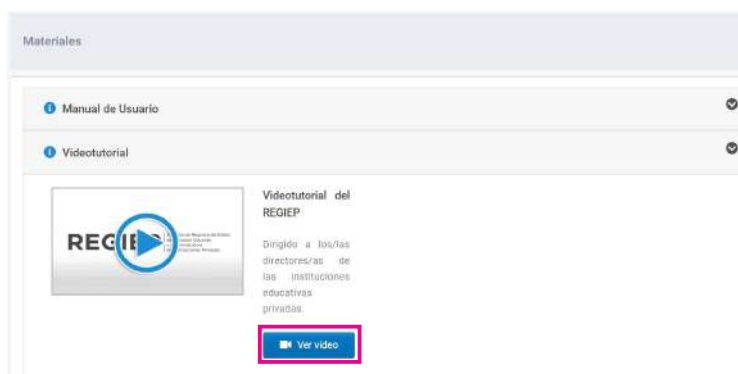 Materiales
Manual de Usuario
Videotutorial
Videotutorial del
REGIEP
REGIEP
Dirigido a los/las
directores/as de
las instituciones
educativas
privadas.
Ver video